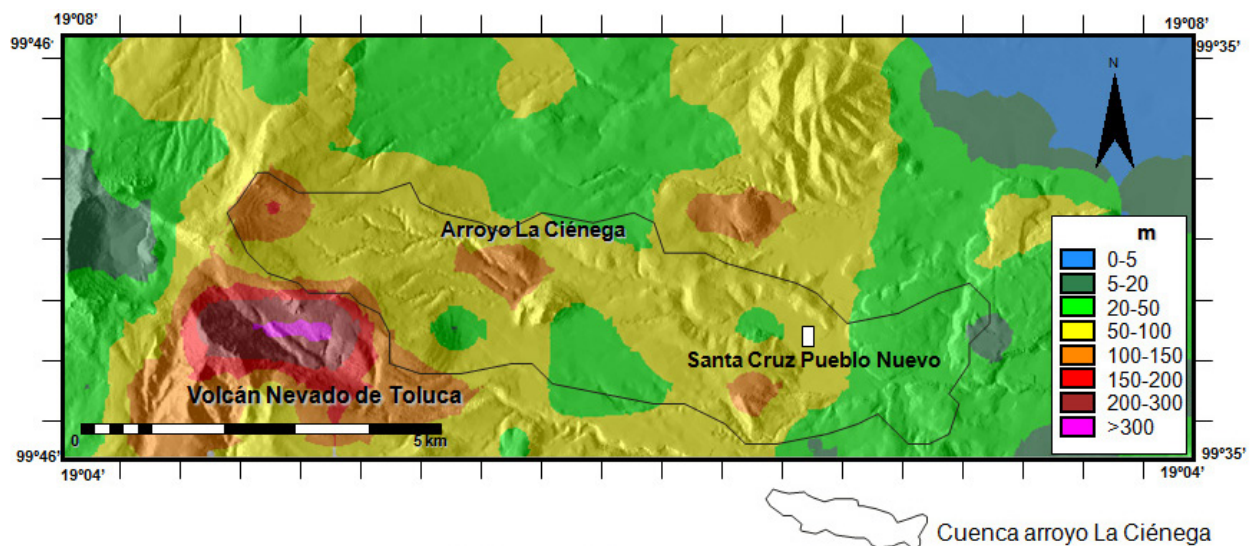 19°08’
19°08’
99°46’
99°35’
N
Arroyo La Ciénega
m
0-5
5-20
20-50
50-100
100-150
150-200
200-300
>300
Santa Cruz Pueblo Nuevo
Volcán Nevado de Toluca
0
5 km
99°46’
99°35’
19°04’
19°04’
Cuenca arroyo La Ciénega